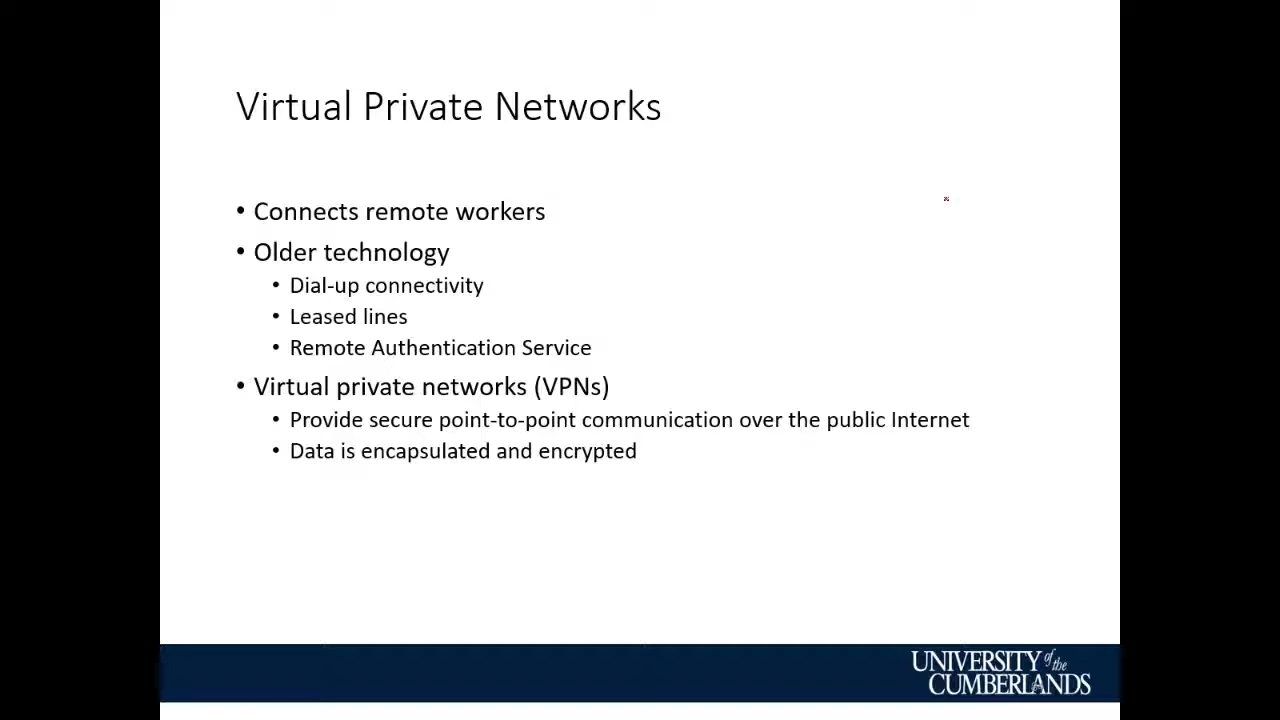 Virtual Private Networks
• Connects remote workers
• Older technology
• Dial-up connectivity
• Leased lines
• Remote Authentication Service
• Virtual private networks (VPNs)
• Provide secure point-to-point communication over the public Internet
• Data is encapsulated and encrypted
UNIVERSITY of the
CUMBERLANDS